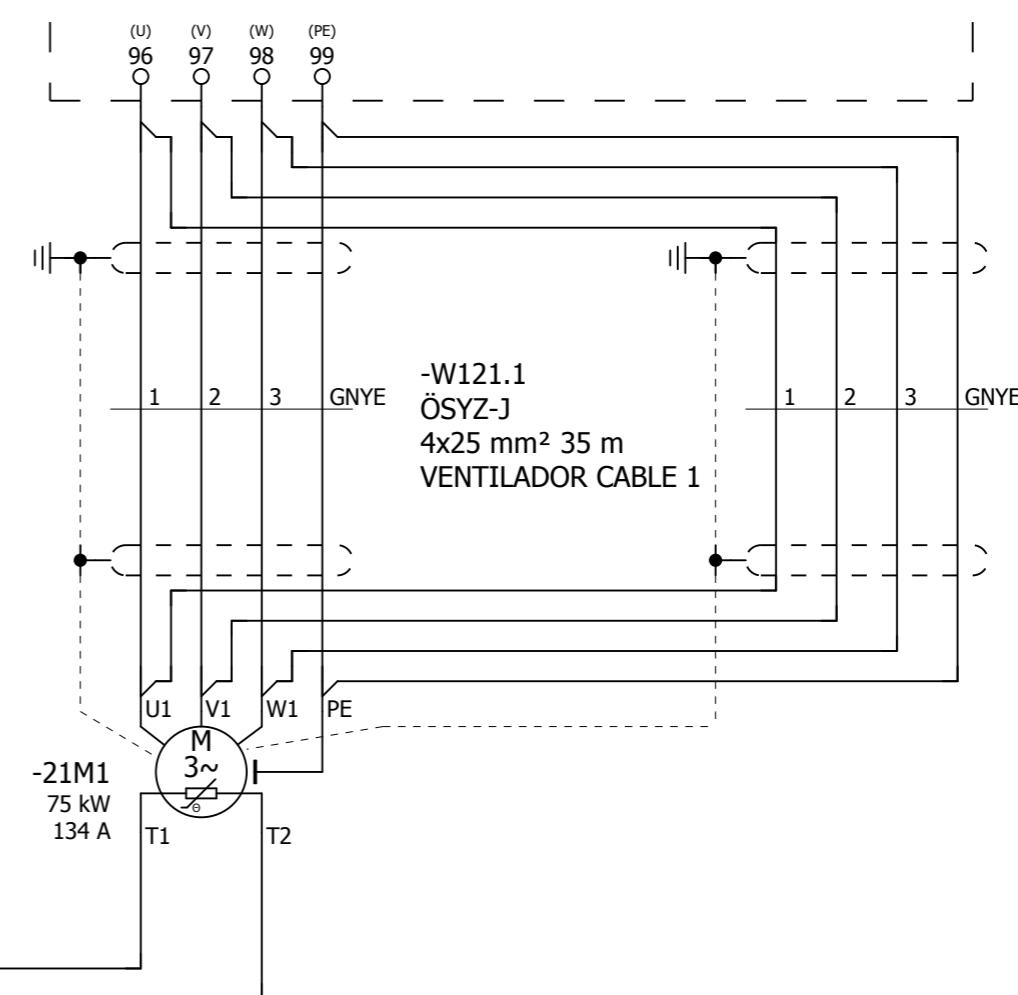 (U) (V) (W) (PE)
96 97 98 99
-W121.1
ÖSYZ-J
4x25 mm² 35 m
VENTILADOR CABLE 1
1 2 3 GNYE
1 2 3 GNYE
U1 V1 W1 PE
M
3~
-21M1
75 kW
134 A
Θ
T1 T2